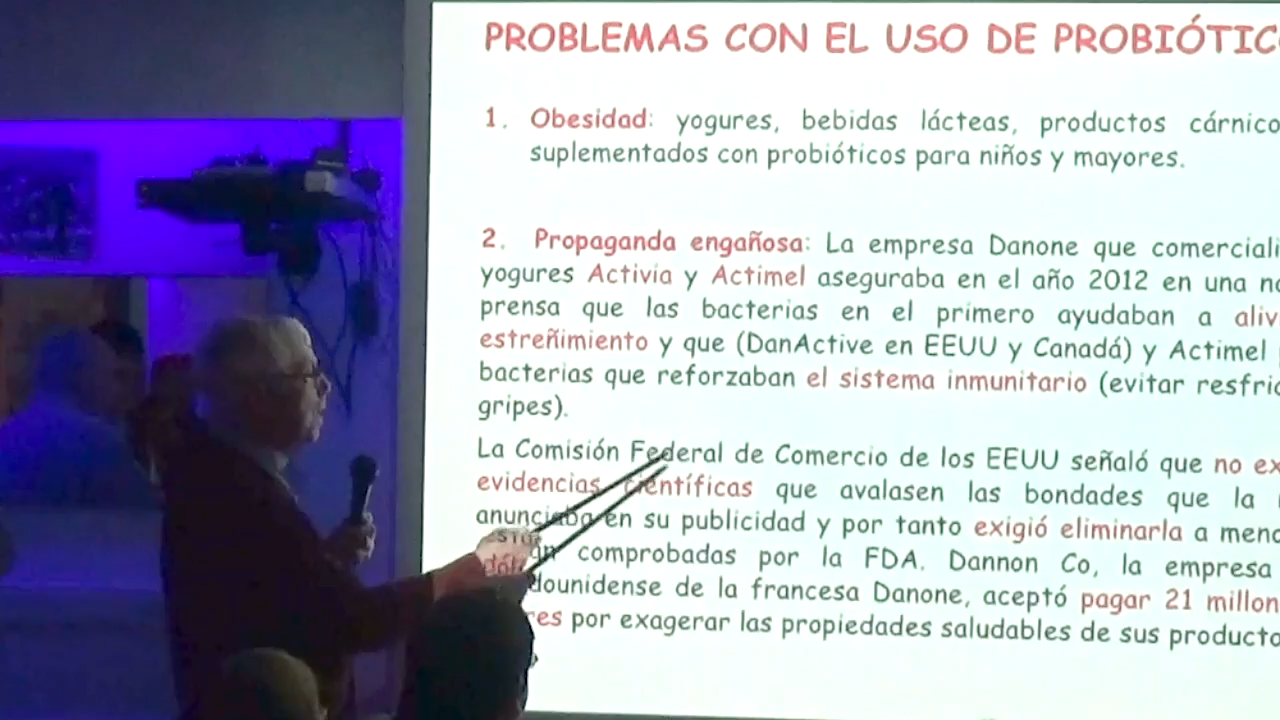 PROBLEMAS CON EL USO DE PROBIÓTICO
1. Obesidad: yogures, bebidas lácteas, productos cárnico
suplementados con probióticos para niños y mayores.
2. Propaganda engañosa: La empresa Danone que comerciali
yogures Activia y Actimel aseguraba en el año 2012 en una no
prensa que las bacterias en el primero ayudaban a aliv
estreñimiento y que (DanActive en EEUU y Canadá) y Actimel
bacterias que reforzaban el sistema inmunitario (evitar resfri
gripes).
La Comisión Federal de Comercio de los EEUU señaló que no ex
evidencias científicas que avalasen las bondades que la
anunciaba en su publicidad y por tanto exigió eliminarla a meno
comprobadas por la FDA. Dannon Co, la empresa
dounidense de la francesa Danone, aceptó pagar 21 millon
res por exagerar las propiedades saludables de sus producto